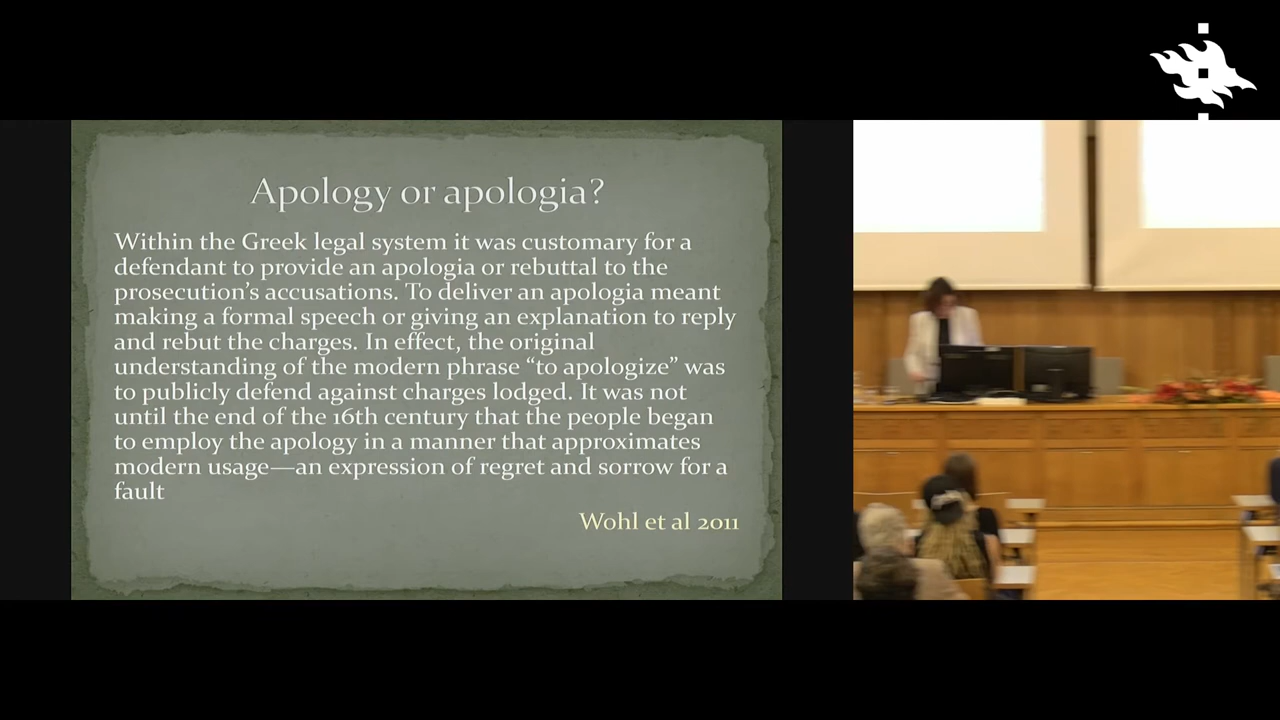 Apology or apologia?
Within the Greek legal system it was customary for a
defendant to provide an apologia or rebuttal to the
prosecution’s accusations. To deliver an apologia meant
making a formal speech or giving an explanation to reply
and rebut the charges. In effect, the original
understanding of the modern phrase “to apologize” was
to publicly defend against charges lodged. It was not
until the end of the 16th century that the people began
to employ the apology in a manner that approximates
modern usage—an expression of regret and sorrow for a
fault
Wohl et al 2011